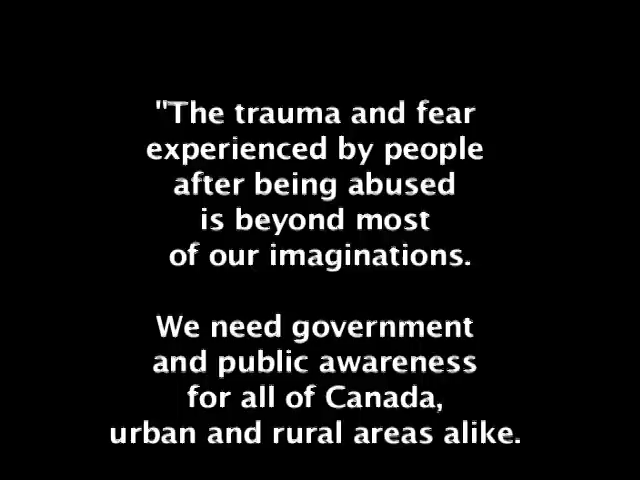 "The trauma and fear
experienced by people
after being abused
is beyond most
of our imaginations.
We need government
and public awareness
for all of Canada,
urban and rural areas alike.